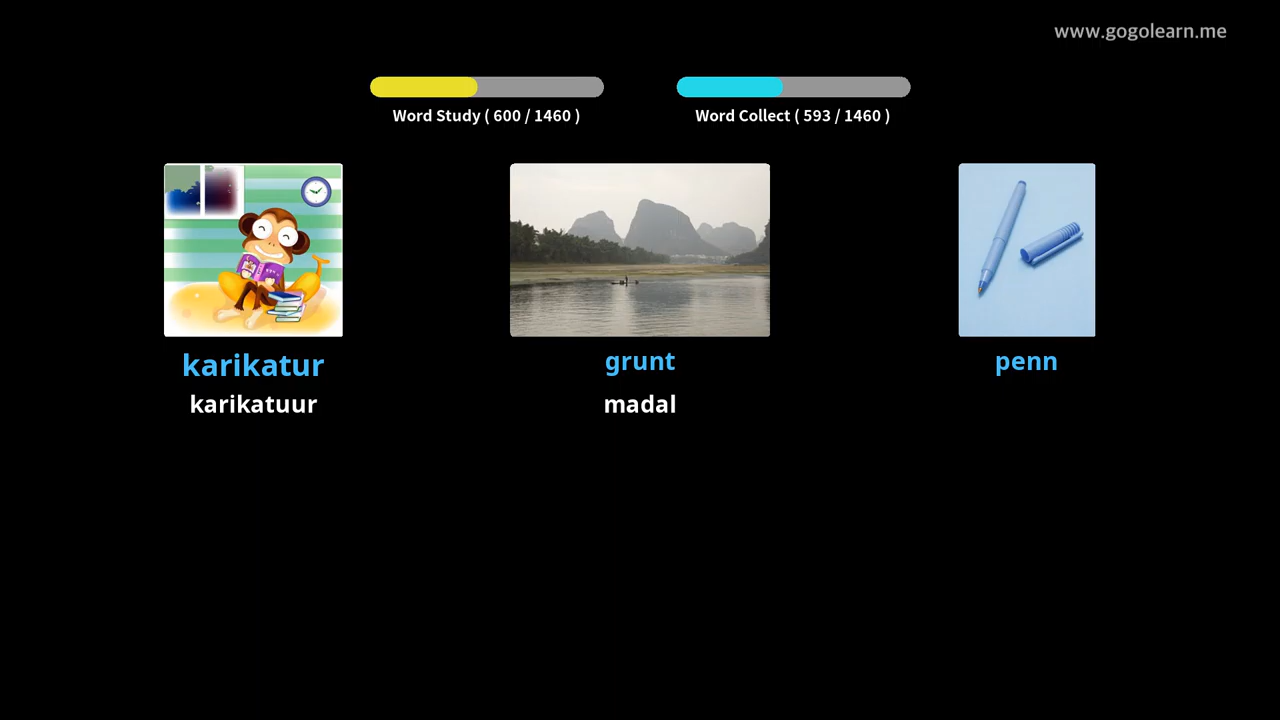 www.gogolearn.me
Word Study ( 600 / 1460 )
Word Collect ( 593 / 1460 )
karikatur
karikatuur
grunt
madal
penn